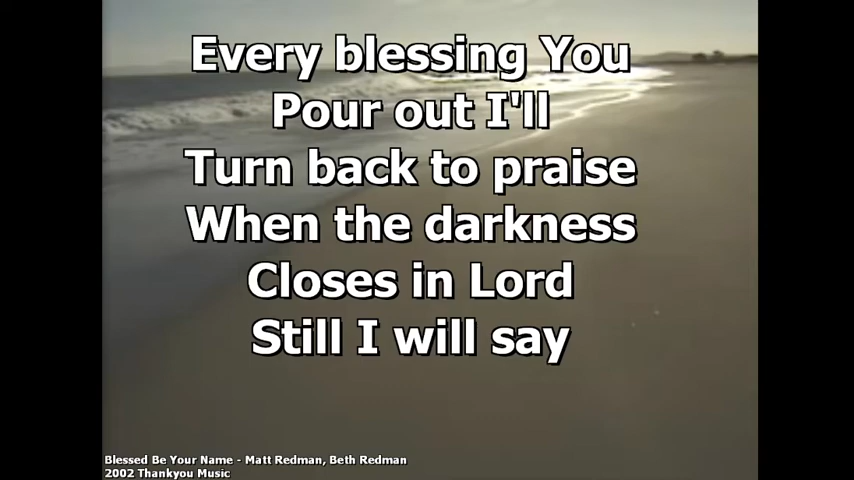 Every blessing You
Pour out I'll
Turn back to praise
When the darkness
Closes in Lord
Still I will say
Blessed Be Your Name - Matt Redman, Beth Redman
2002 Thankyou Music